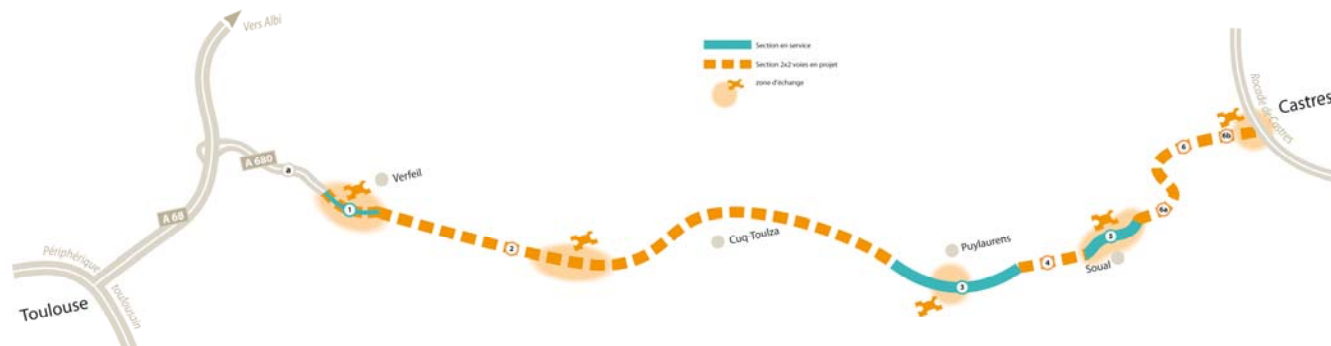 Vers Albi
Section en service
Section 2x2 voies en projet
zone d'échange
Rocade de Castres
Castres
A 680
a
Verfeil
1
A 68
2
Cuq-Toulza
Puylaurens
3
4
5
Soual
6a
6
6b
Périphérique
toulousain
Toulouse